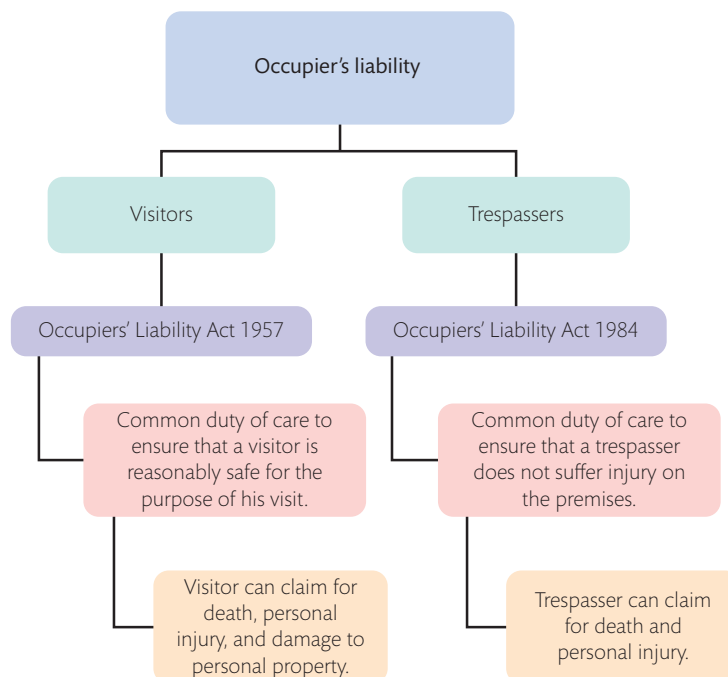 Occupier’s liability
Visitors
Trespassers
Occupiers’ Liability Act 1957
Occupiers’ Liability Act 1984
Common duty of care to
ensure that a visitor is
reasonably safe for the
purpose of his visit.
Common duty of care to
ensure that a trespasser
does not suffer injury on
the premises.
Visitor can claim for
death, personal
injury, and damage to
personal property.
Trespasser can claim
for death and
personal injury.